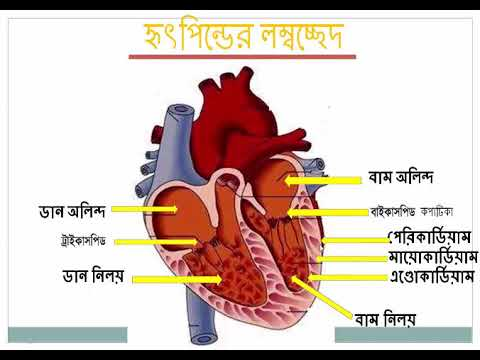 হৃৎপিন্ডের লম্বচ্ছেদ
বাম অলিন্দ
ডান অলিন্দ
বাইকাসপিড কপাটিকা
ট্রাইকাসপিড
পেরিকার্ডিয়াম
মায়োকার্ডিয়াম
ডান নিলয়
এণ্ডোকার্ডিয়াম
বাম নিলয়